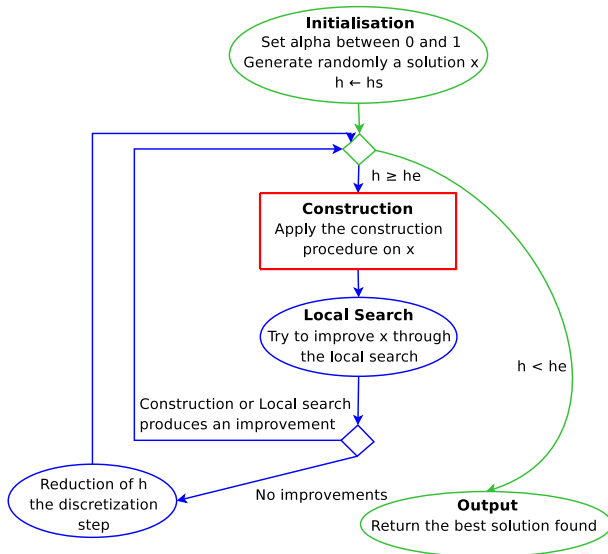 Initialisation
Set alpha between 0 and 1
Generate randomly a solution x
h ← hs
h ≥ he
Construction
Apply the construction
procedure on x
Local Search
Try to improve x through
the local search
h < he
Construction or Local search
produces an improvement
Reduction of h
the discretization
step
No improvements
Output
Return the best solution found